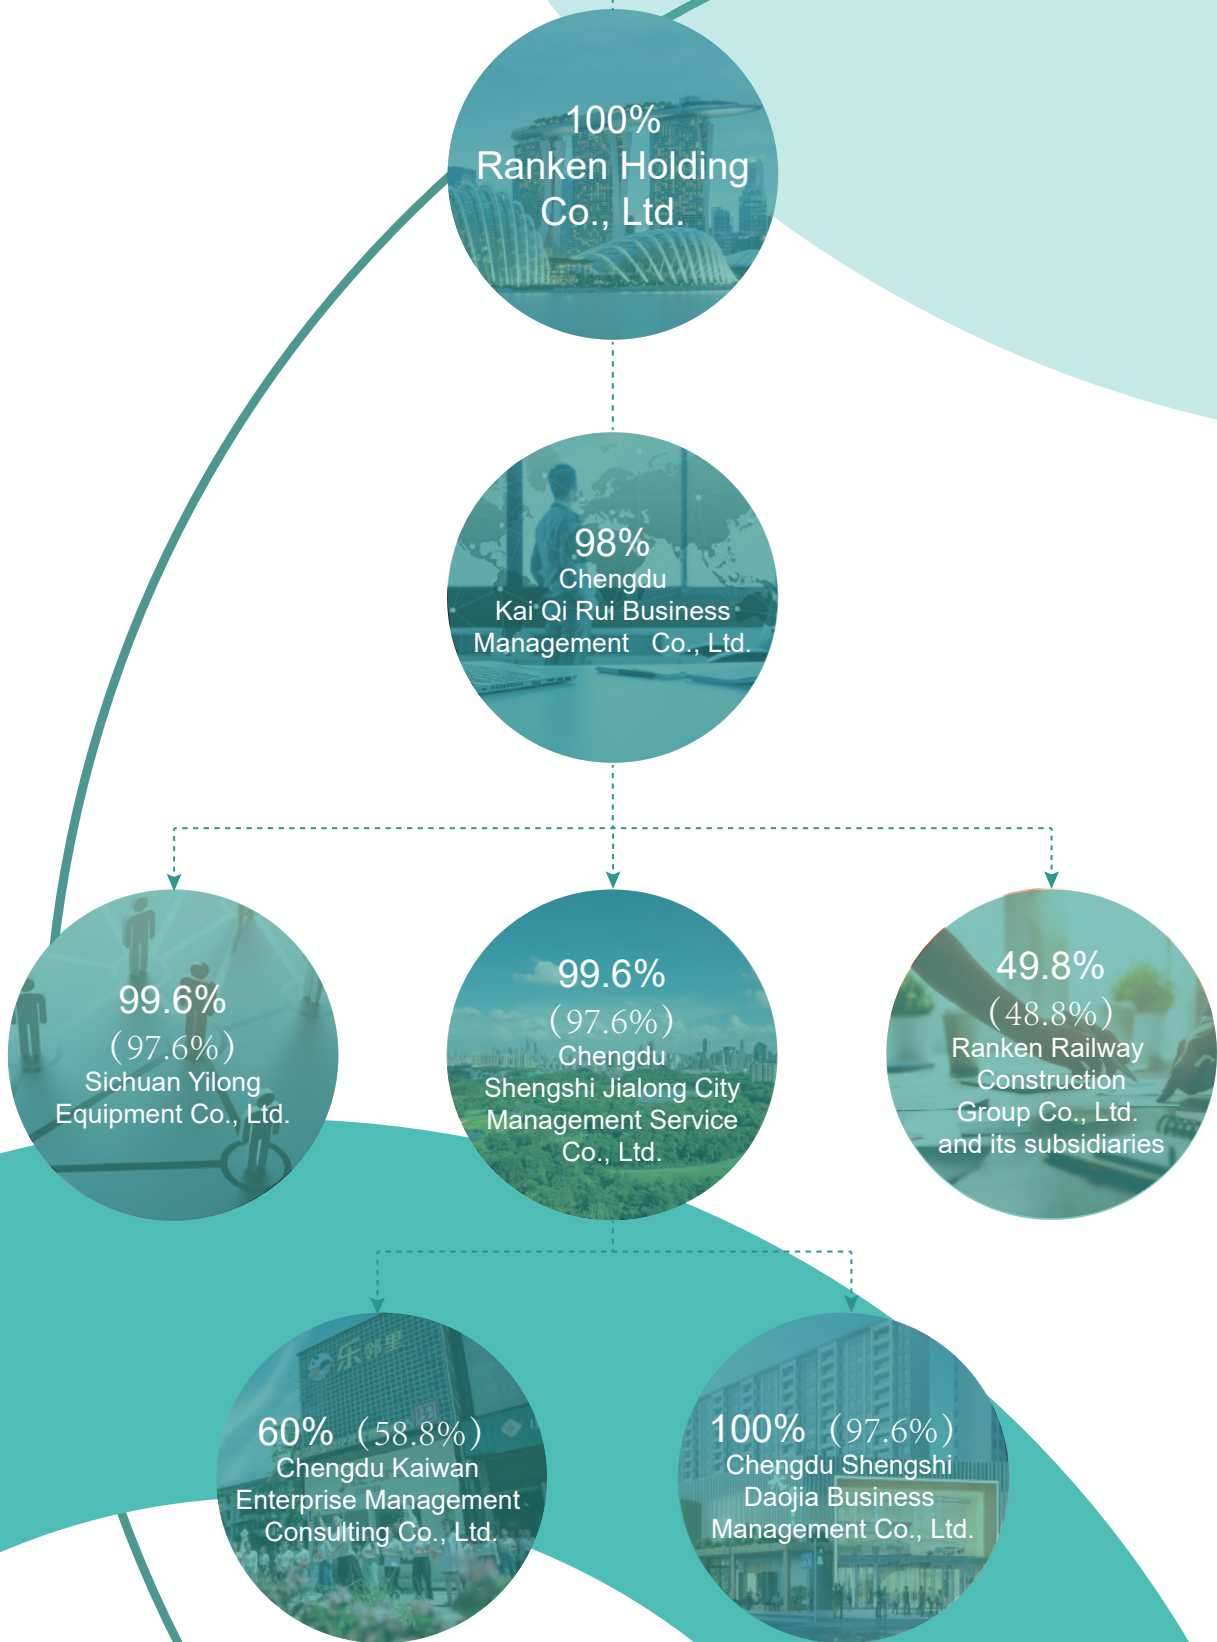 100%
Ranken Holding
Co., Ltd.
98%
Chengdu
Kai Qi Rui Business
Management Co., Ltd.
99.6%
(97.6%)
Sichuan Yilong
Equipment Co., Ltd.
99.6%
(97.6%)
Chengdu
Shengshi Jialong City
Management Service
Co., Ltd.
49.8%
(48.8%)
Ranken Railway
Construction
Group Co., Ltd.
and its subsidiaries
乐邻里
60% (58.8%)
Chengdu Kaiwan
Enterprise Management
Consulting Co., Ltd.
100% (97.6%)
Chengdu Shengshi
Daojia Business
Management Co., Ltd.